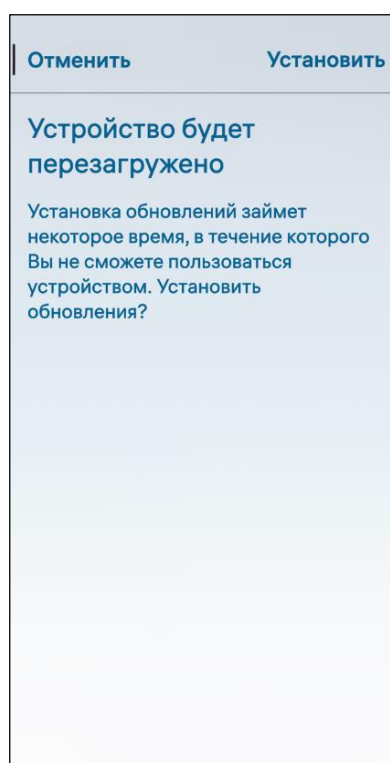 Отменить Установить
Устройство будет
перезагружено
Установка обновлений займет
некоторое время, в течение которого
Вы не сможете пользоваться
устройством. Установить
обновления?